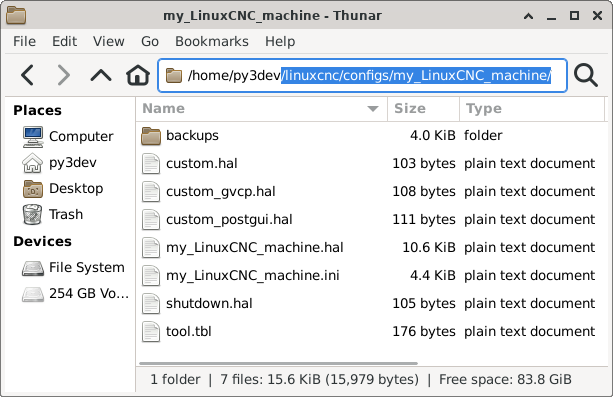 my_LinuxCNC_machine - Thunar
File Edit View Go Bookmarks Help
/home/py3dev/linuxcnc/configs/my_LinuxCNC_machine/
Places
Computer
py3dev
Desktop
Trash
Devices
File System
254 GB Vo...
Name Size Type
backups 4.0 KiB folder
custom.hal 103 bytes plain text document
custom_gvcp.hal 108 bytes plain text document
custom_postgui.hal 111 bytes plain text document
my_LinuxCNC_machine.hal 10.6 KiB plain text document
my_LinuxCNC_machine.ini 4.4 KiB plain text document
shutdown.hal 105 bytes plain text document
tool.tbl 176 bytes plain text document
1 folder | 7 files: 15.6 KiB (15,979 bytes) | Free space: 83.8 GiB